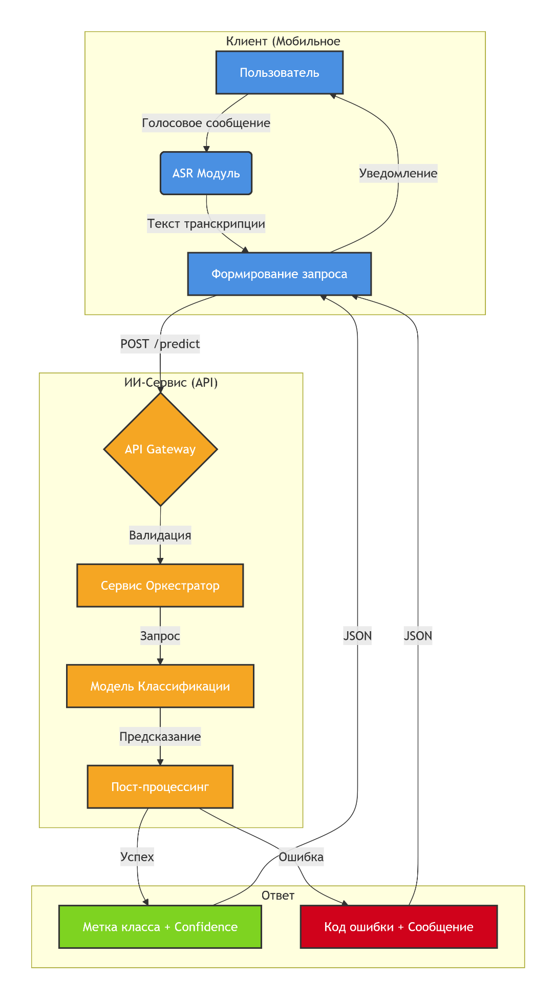 Клиент (Мобильное
Пользователь
Голосовое сообщение
ASR Модуль
Уведомление
Текст транскрипции
Формирование запроса
POST /predict
ИИ-Сервис (API)
API Gateway
Валидация
Сервис Оркестратор
Запрос
JSON
JSON
Модель Классификации
Предсказание
Пост-процессинг
Успех
Ошибка
Ответ
Метка класса + Confidence
Код ошибки + Сообщение